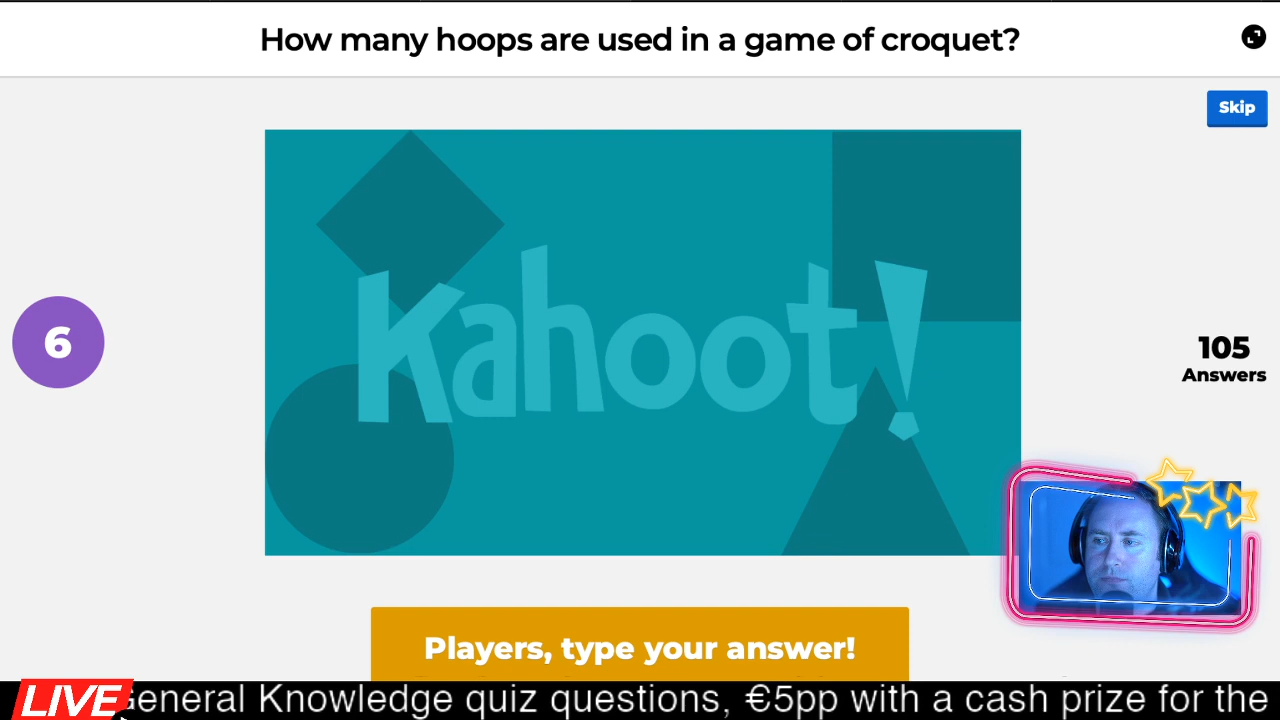 How many hoops are used in a game of croquet?
Skip
Kahoot!
6
105
Answers
Players, type your answer!
LIVE
General Knowledge quiz questions, €5pp with a cash prize for the